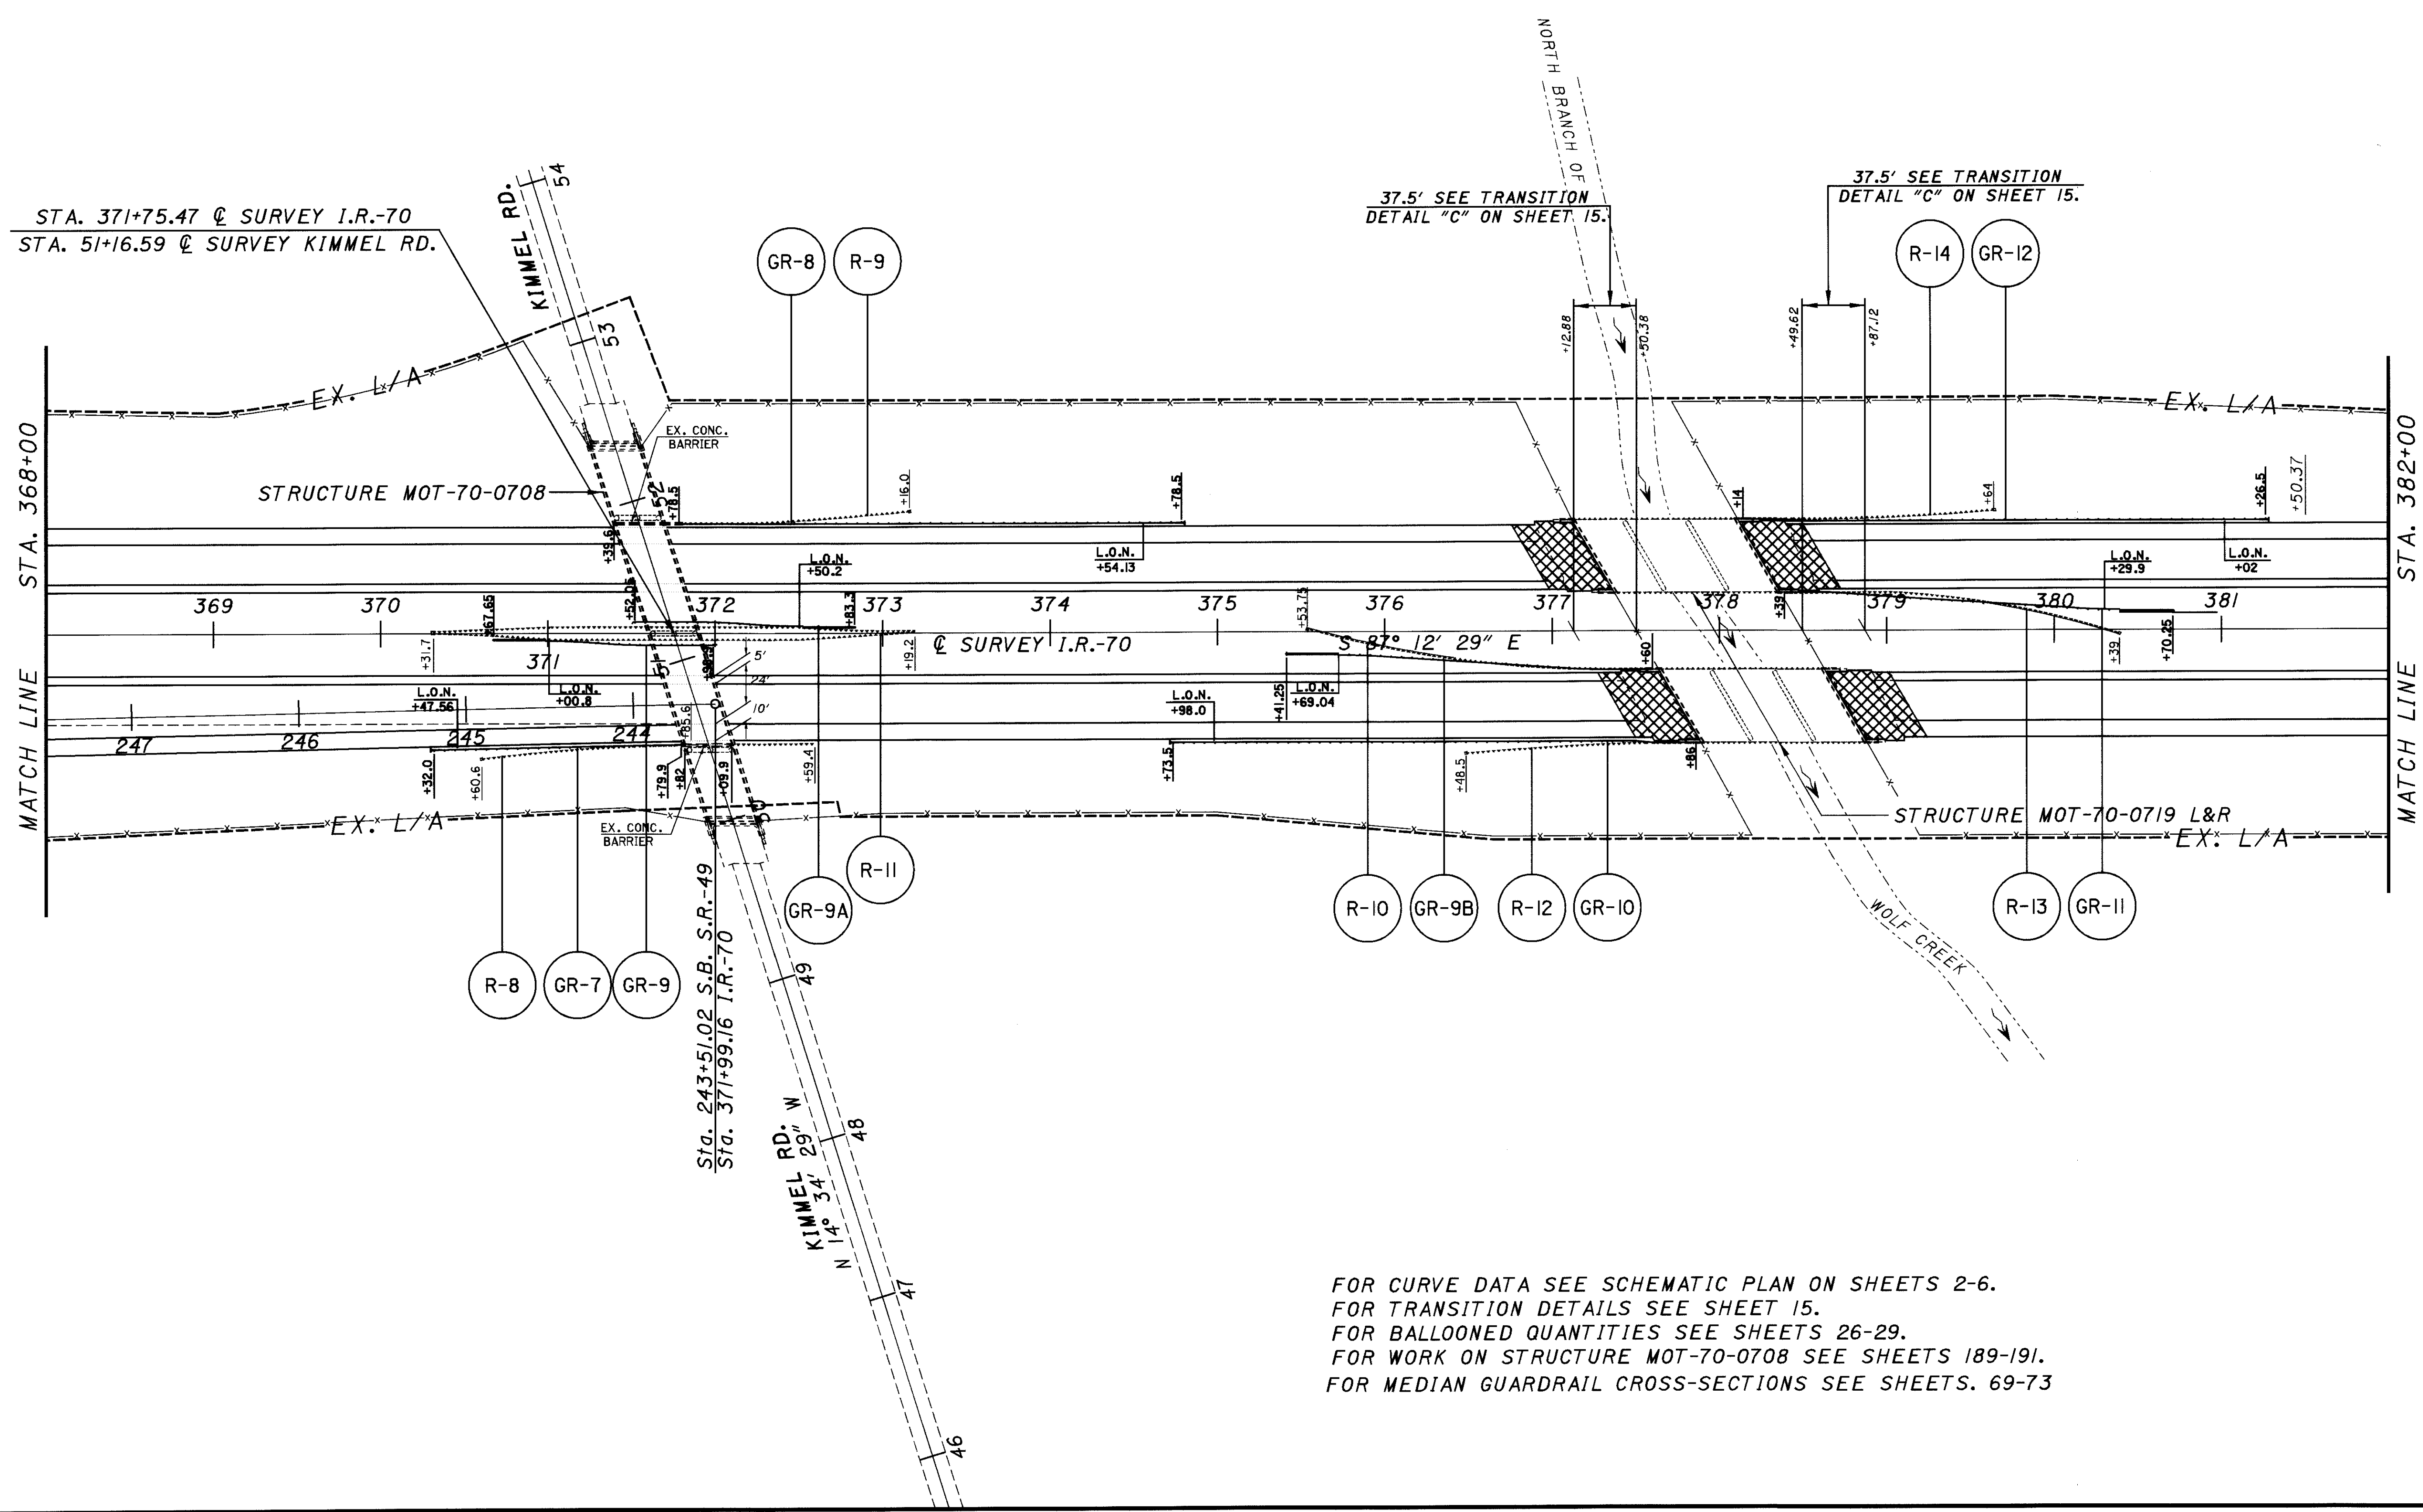 NORTH BRANCH OF
54
KIMMEL RD.
53
STA. 371+75.47 ℄ SURVEY I.R.-70
STA. 51+16.59 ℄ SURVEY KIMMEL RD.
GR-8
R-9
37.5' SEE TRANSITION
DETAIL "C" ON SHEET 15.
37.5' SEE TRANSITION
DETAIL "C" ON SHEET 15.
R-14
GR-12
+12.88
+50.38
+49.62
+87.12
EX. L/A
EX. L/A
MATCH LINE STA. 368+00
MATCH LINE STA. 382+00
EX. CONC.
BARRIER
STRUCTURE MOT-70-0708
52
+78.5
+16.0
+78.5
+14
+64
+26.5
+50.37
+39.6
L.O.N.
+50.2
L.O.N.
+54.13
L.O.N.
+29.9
L.O.N.
+02
+52.05
+67.65
+83.3
+53.75
+39
369
370
371
372
373
374
375
376
377
378
379
380
381
℄ SURVEY I.R.-70
S 87° 12' 29" E
+31.7
51
+19.2
5'
24'
10'
+60
+39
+70.25
L.O.N.
+47.56
L.O.N.
+00.8
L.O.N.
+98.0
+41.25
L.O.N.
+69.04
+85.6
247
246
245
244
+32.0
+60.6
+79.9
+82
+09.9
+59.4
+73.5
+48.5
+86
50
EX. L/A
EX. CONC.
BARRIER
STRUCTURE MOT-70-0719 L&R
EX. L/A
R-11
GR-9A
R-10
GR-9B
R-12
GR-10
R-13
GR-11
WOLF CREEK
R-8
GR-7
GR-9
Sta. 243+51.02 S.B. S.R.-49
Sta. 371+99.16 I.R.-70
49
48
KIMMEL RD.
N 14° 34' 29" W
47
46
FOR CURVE DATA SEE SCHEMATIC PLAN ON SHEETS 2-6.
FOR TRANSITION DETAILS SEE SHEET 15.
FOR BALLOONED QUANTITIES SEE SHEETS 26-29.
FOR WORK ON STRUCTURE MOT-70-0708 SEE SHEETS 189-191.
FOR MEDIAN GUARDRAIL CROSS-SECTIONS SEE SHEETS. 69-73